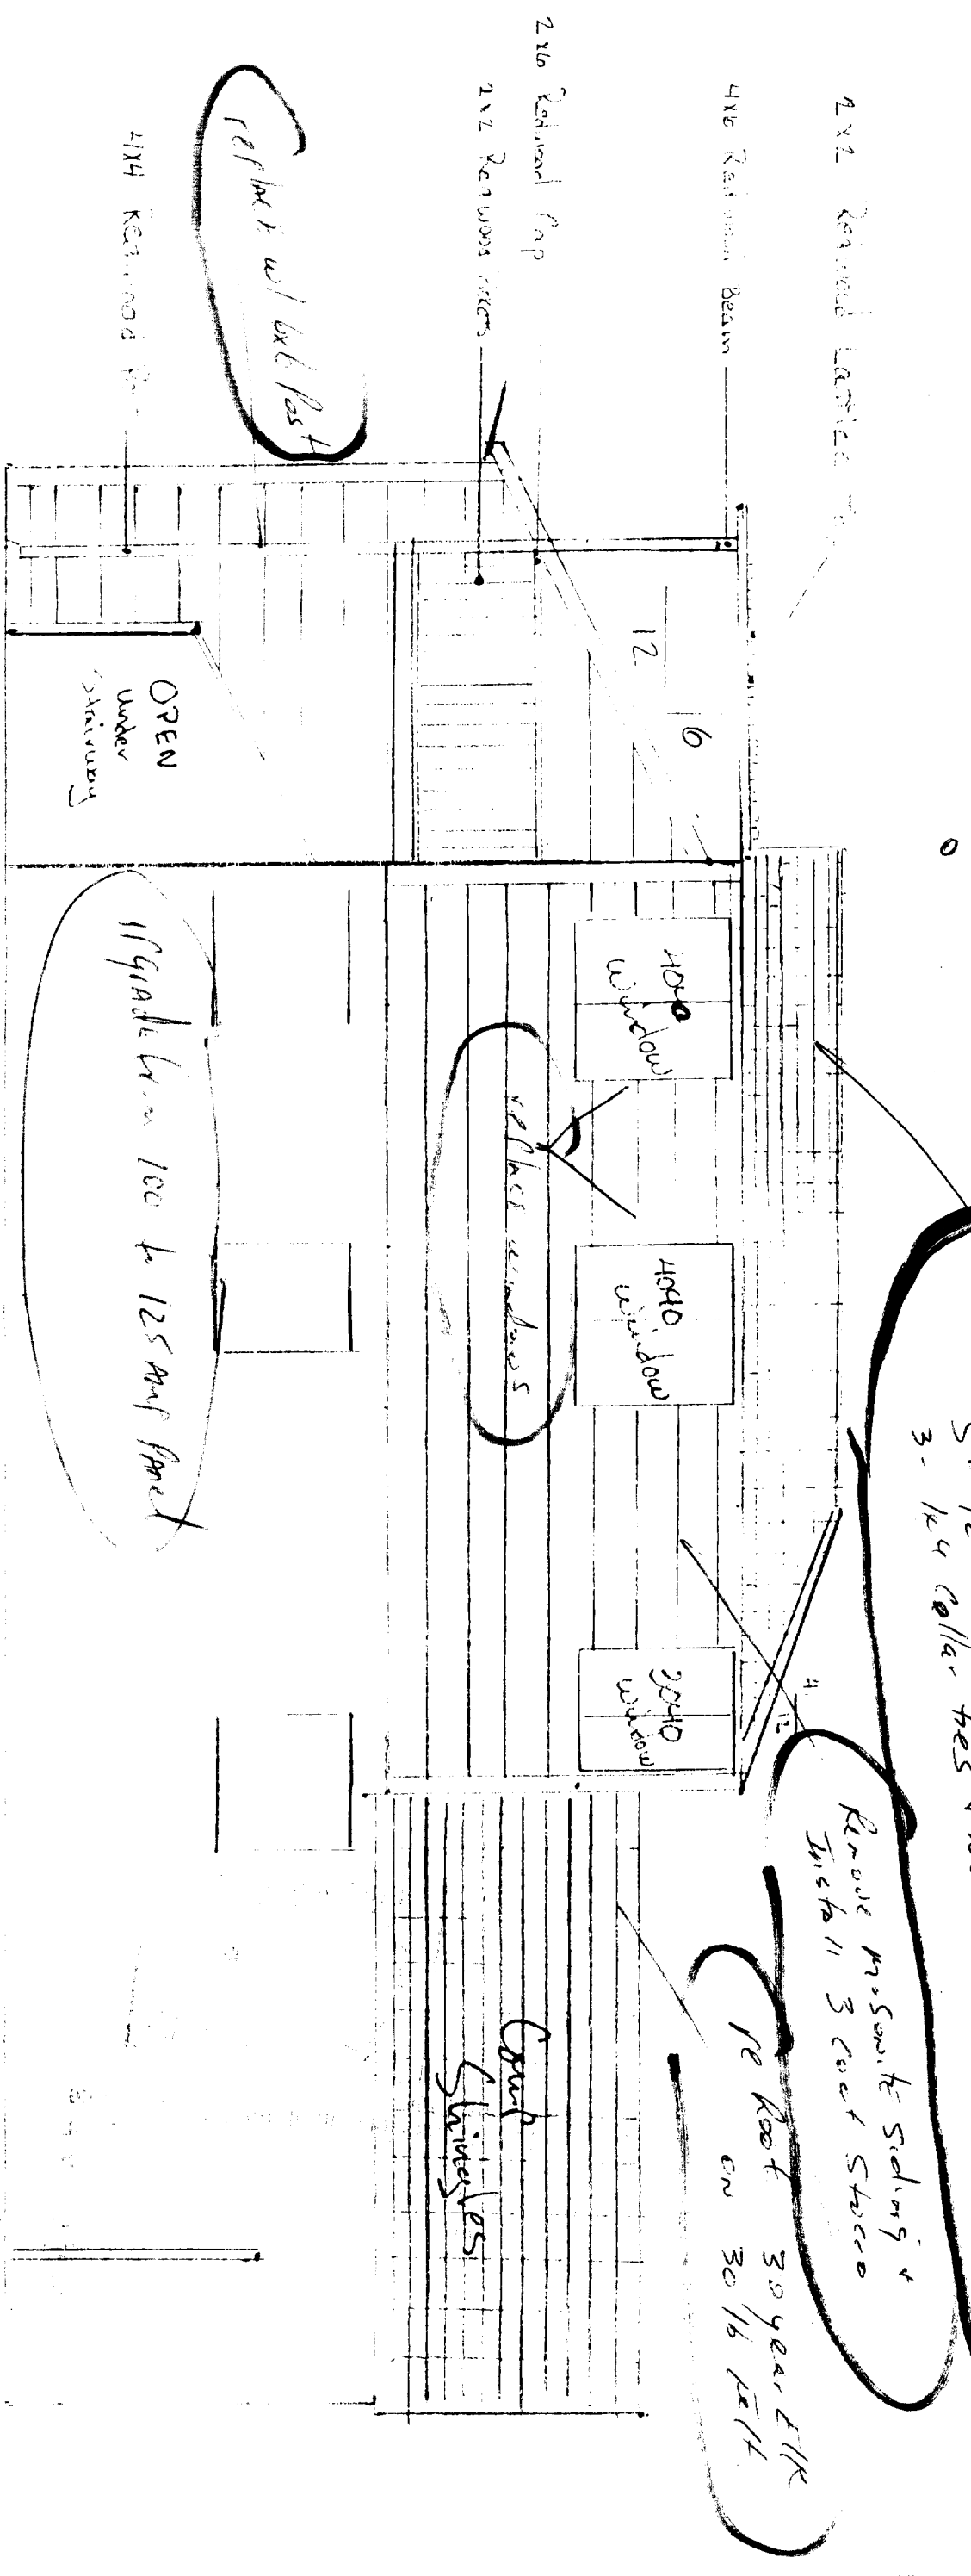 2x2 Redwood Lattice
4x6 Redwood Beam
2x6 Redwood Cap
2x2 Redwood
replace w/ 6x6 Post
4x4 Redwood
12
6
OPEN
under
stairway
4040
window
4040
window
3040
window
replace windows
upgrade from 100 to 125 Amp Panel
3- 1x4 Collar ties
4
12
Remove masonite siding +
Install 3 coat Stucco
re Roof 30 year Elk
on 30 lb felt
Comp
Shingles